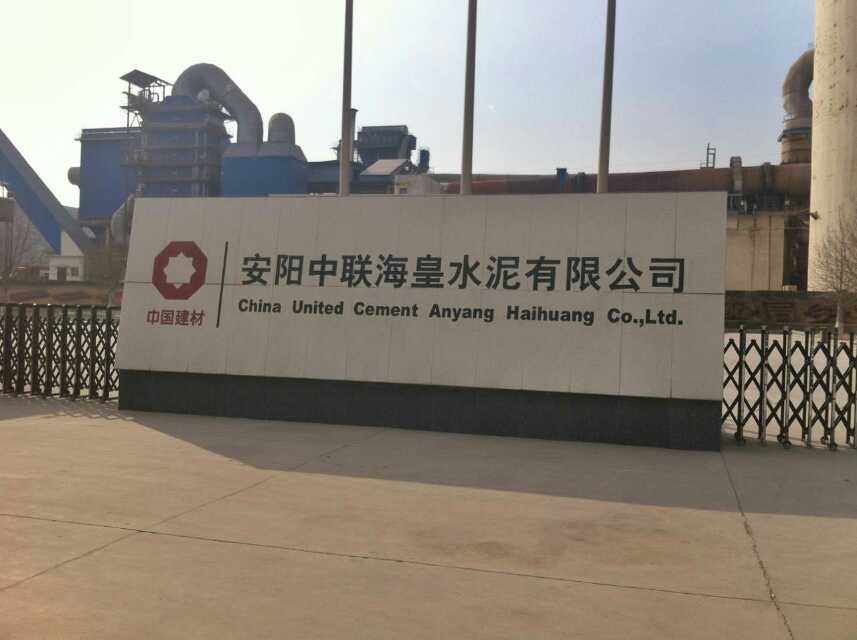 安阳中联海皇水泥有限公司
China United Cement Anyang Haihuang Co.,Ltd.
中国建材